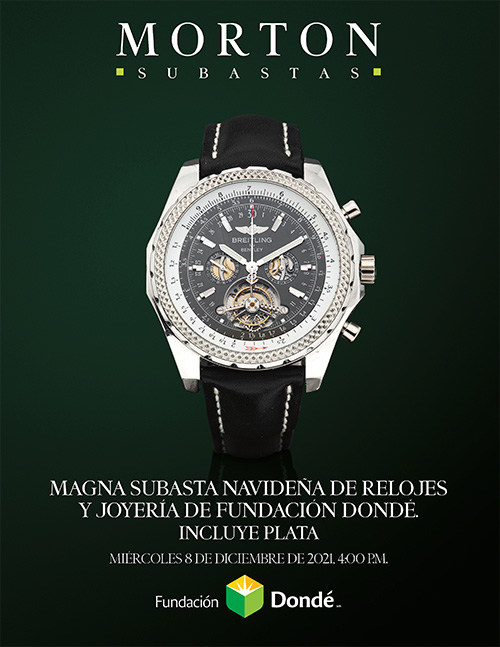 MORTON
SUBASTAS
BREITLING
BENTLEY
MAGNA SUBASTA NAVIDEÑA DE RELOJES
Y JOYERÍA DE FUNDACIÓN DONDÉ.
INCLUYE PLATA
MIÉRCOLES 8 DE DICIEMBRE DE 2021, 4:00 P.M.
Fundación Dondé